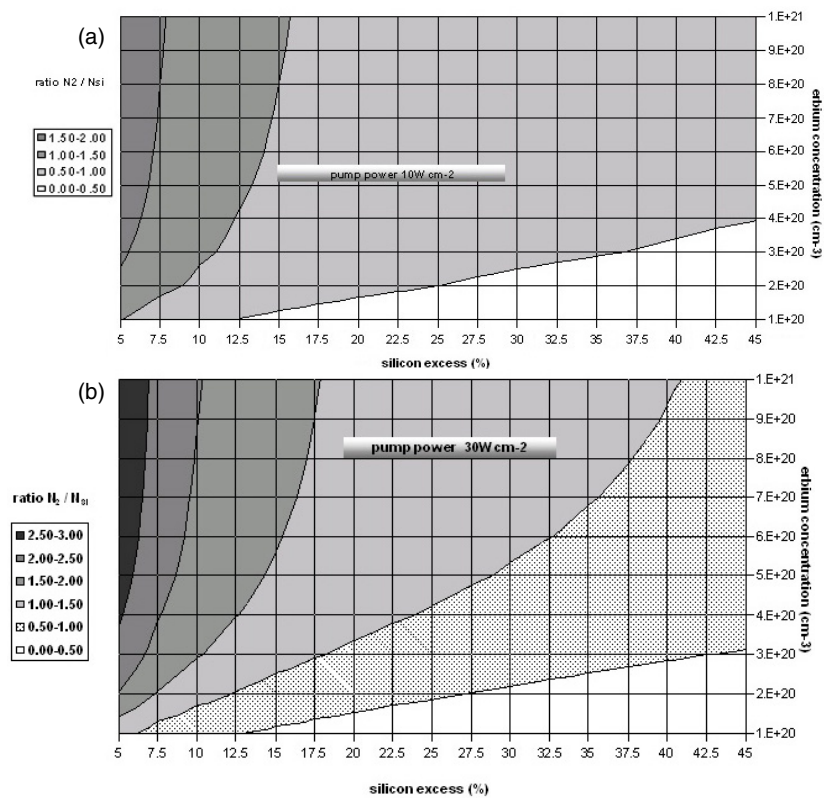 (a)
ratio N2 / Nsi
1.50-2.00
1.00-1.50
0.50-1.00
0.00-0.50
pump power 10W cm-2
1.E+21
9.E+20
8.E+20
7.E+20
6.E+20
5.E+20
4.E+20
3.E+20
2.E+20
1.E+20
erbium concentration (cm-3)
5 7.5 10 12.5 15 17.5 20 22.5 25 27.5 30 32.5 35 37.5 40 42.5 45
silicon excess (%)
(b)
ratio N₂ / N_SI
2.50-3.00
2.00-2.50
1.50-2.00
1.00-1.50
0.50-1.00
0.00-0.50
pump power 30W cm-2
1.E+21
9.E+20
8.E+20
7.E+20
6.E+20
5.E+20
4.E+20
3.E+20
2.E+20
1.E+20
erbium concentration (cm-3)
5 7.5 10 12.5 15 17.5 20 22.5 25 27.5 30 32.5 35 37.5 40 42.5 45
silicon excess (%)